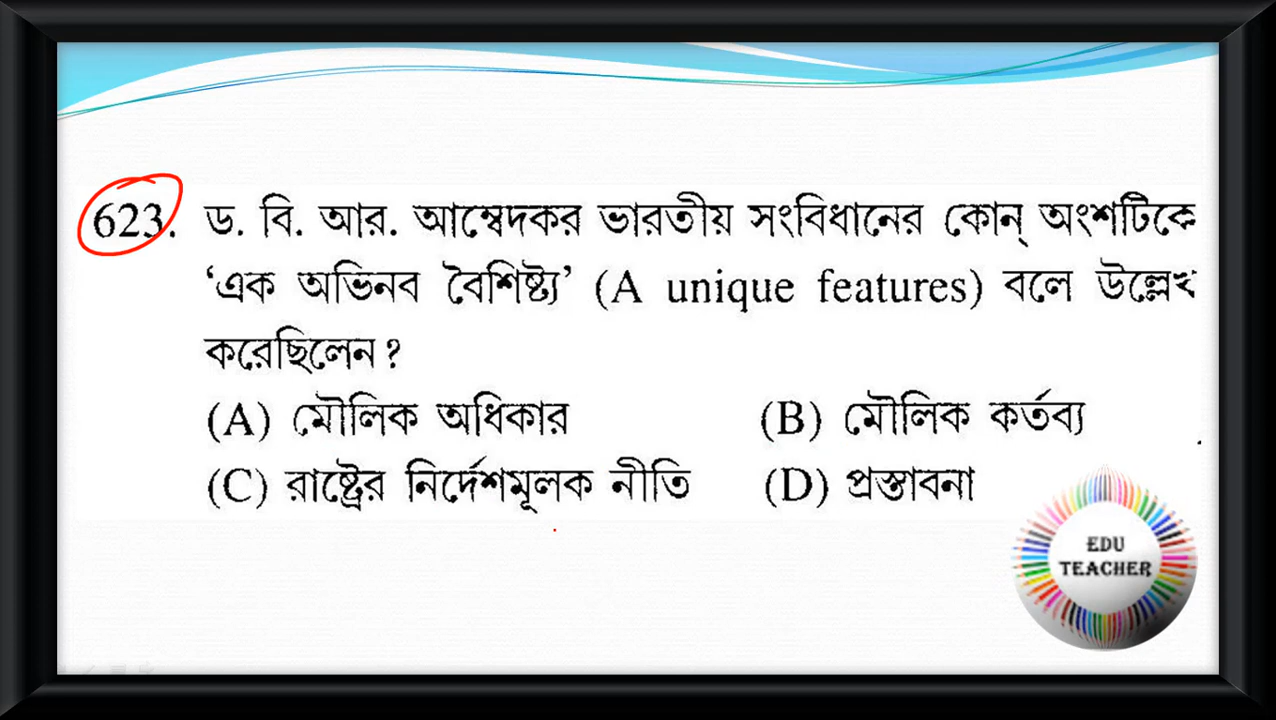 623. ড. বি. আর. আম্বেদকর ভারতীয় সংবিধানের কোন্ অংশটিকে
‘এক অভিনব বৈশিষ্ট্য’ (A unique features) বলে উল্লেখ
করেছিলেন?
(A) মৌলিক অধিকার (B) মৌলিক কর্তব্য
(C) রাষ্ট্রের নির্দেশমূলক নীতি (D) প্রস্তাবনা
EDU
TEACHER